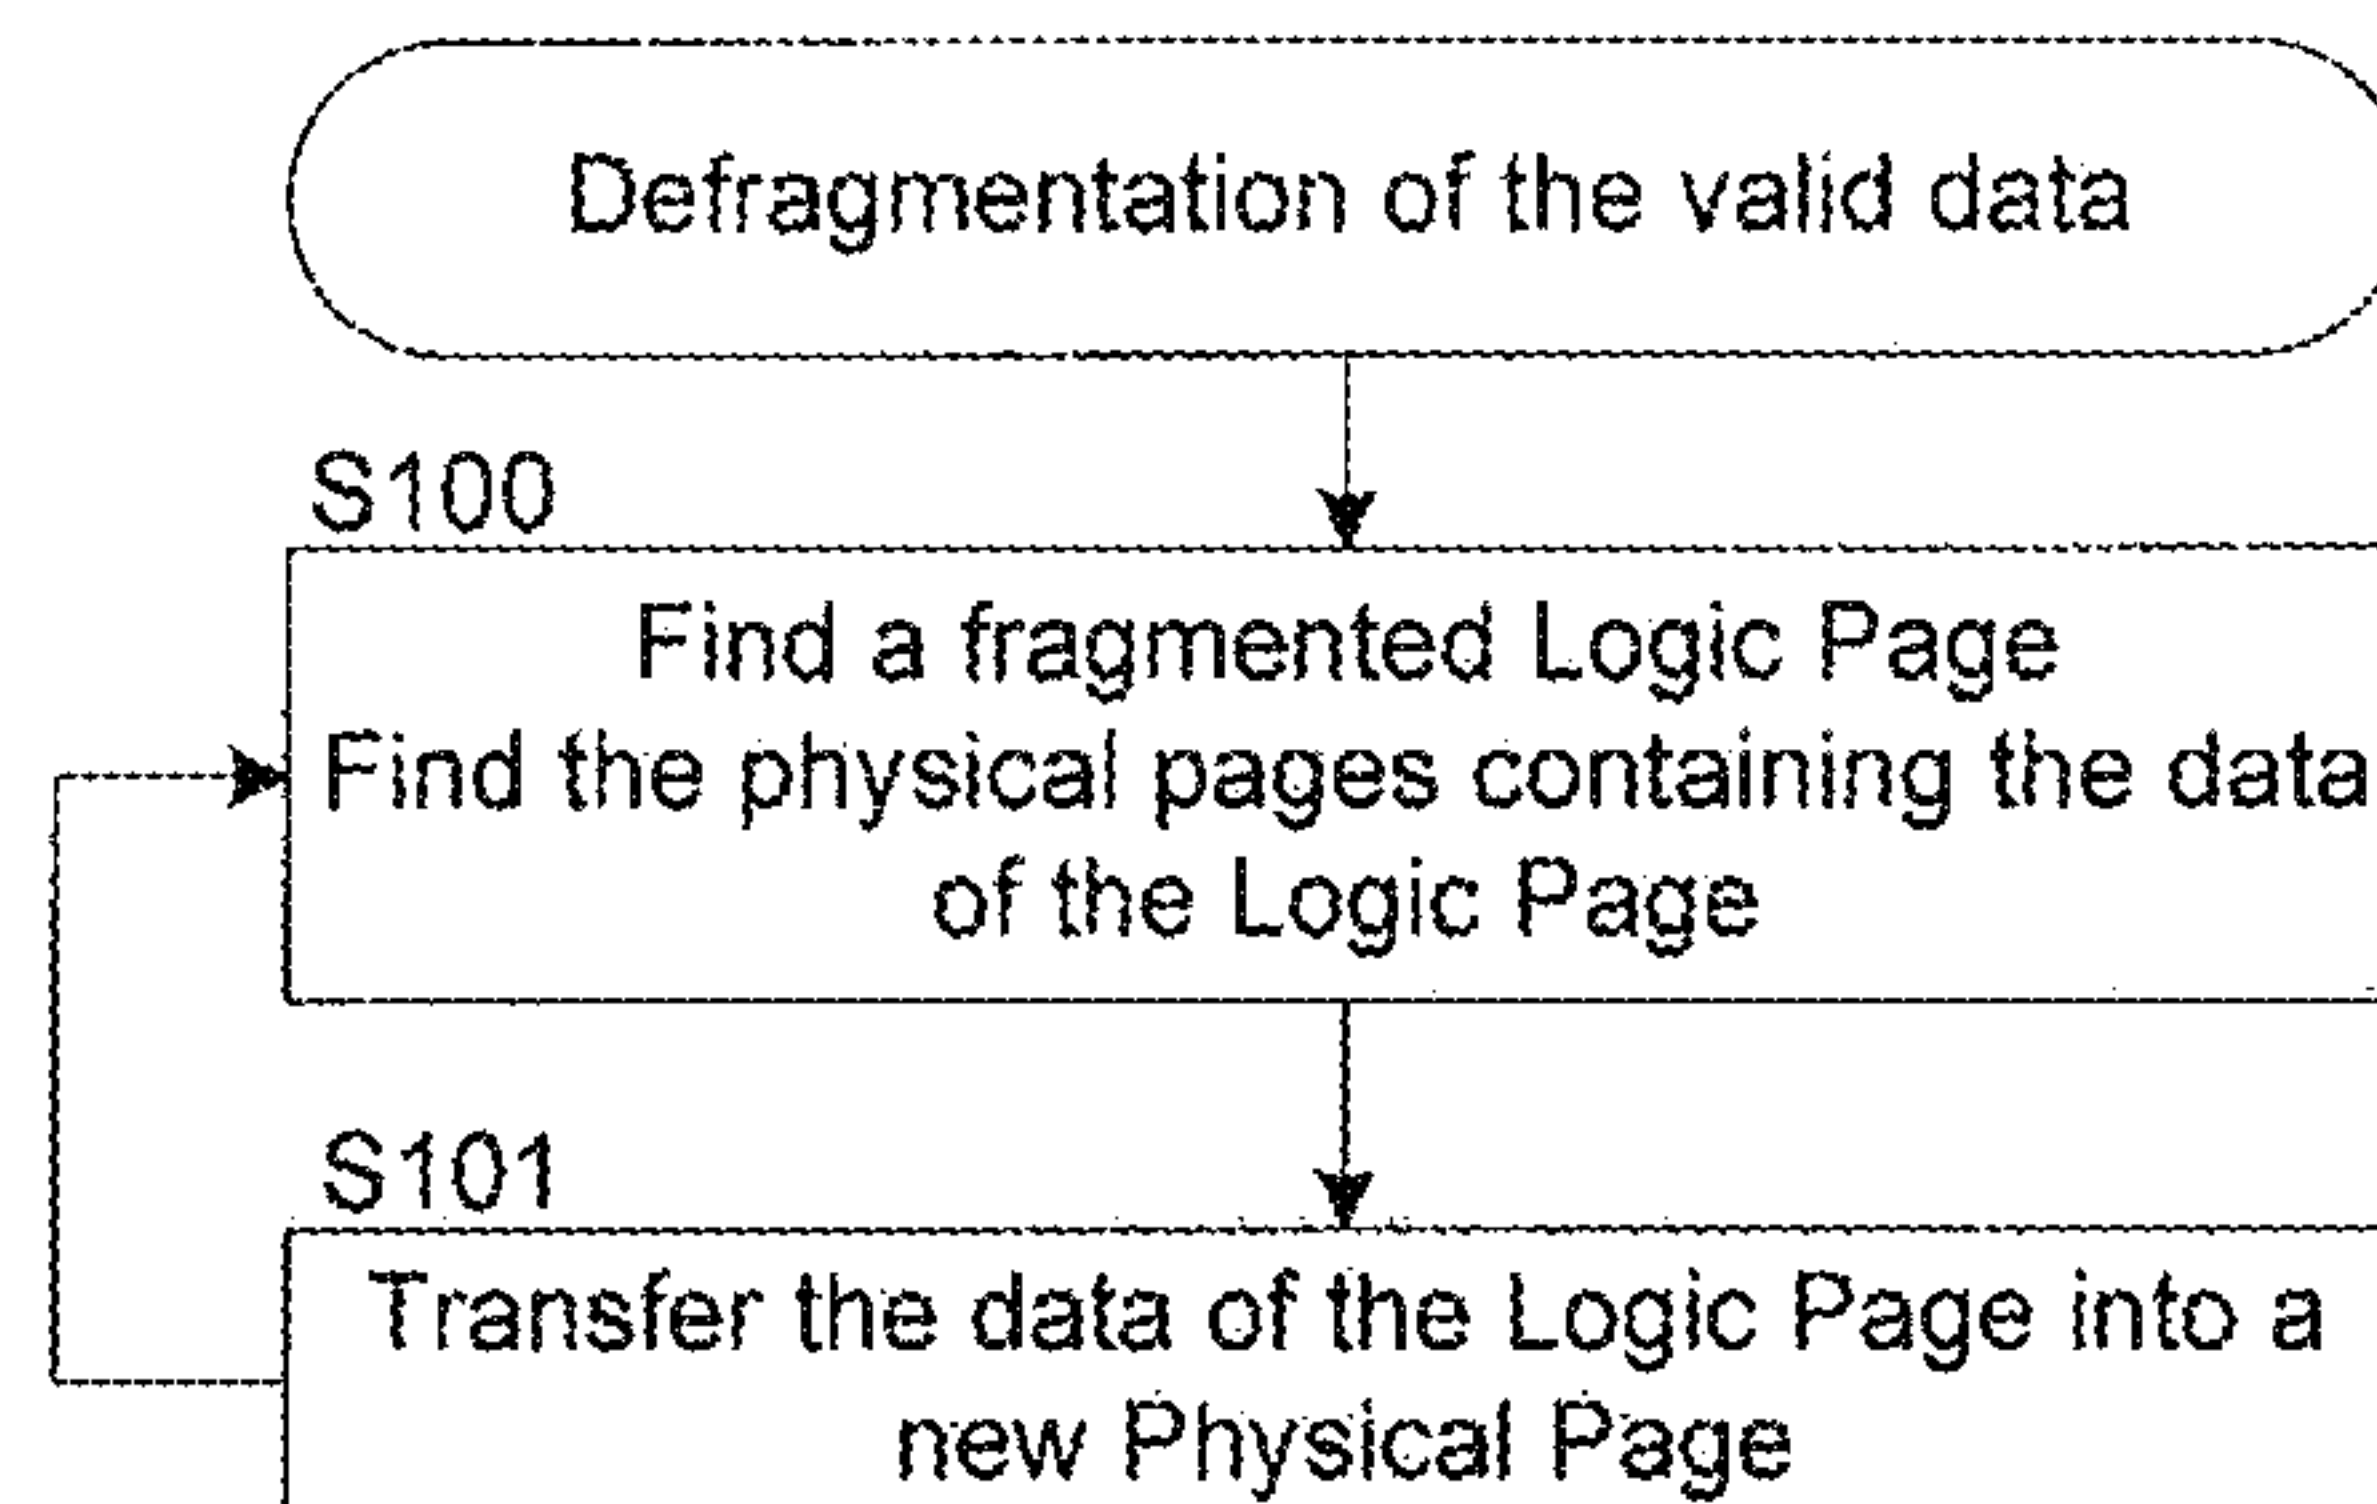 Defragmentation of the valid data
S100
Find a fragmented Logic Page
Find the physical pages containing the data
of the Logic Page
S101
Transfer the data of the Logic Page into a
new Physical Page